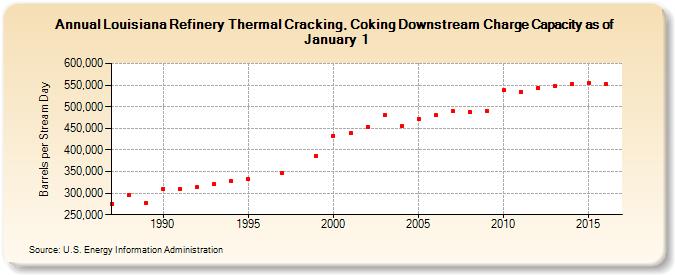 Annual Louisiana Refinery Thermal Cracking, Coking Downstream Charge Capacity as of
January 1
Barrels per Stream Day
600,000
550,000
500,000
450,000
400,000
350,000
300,000
250,000
1990 1995 2000 2005 2010 2015
Source: U.S. Energy Information Administration